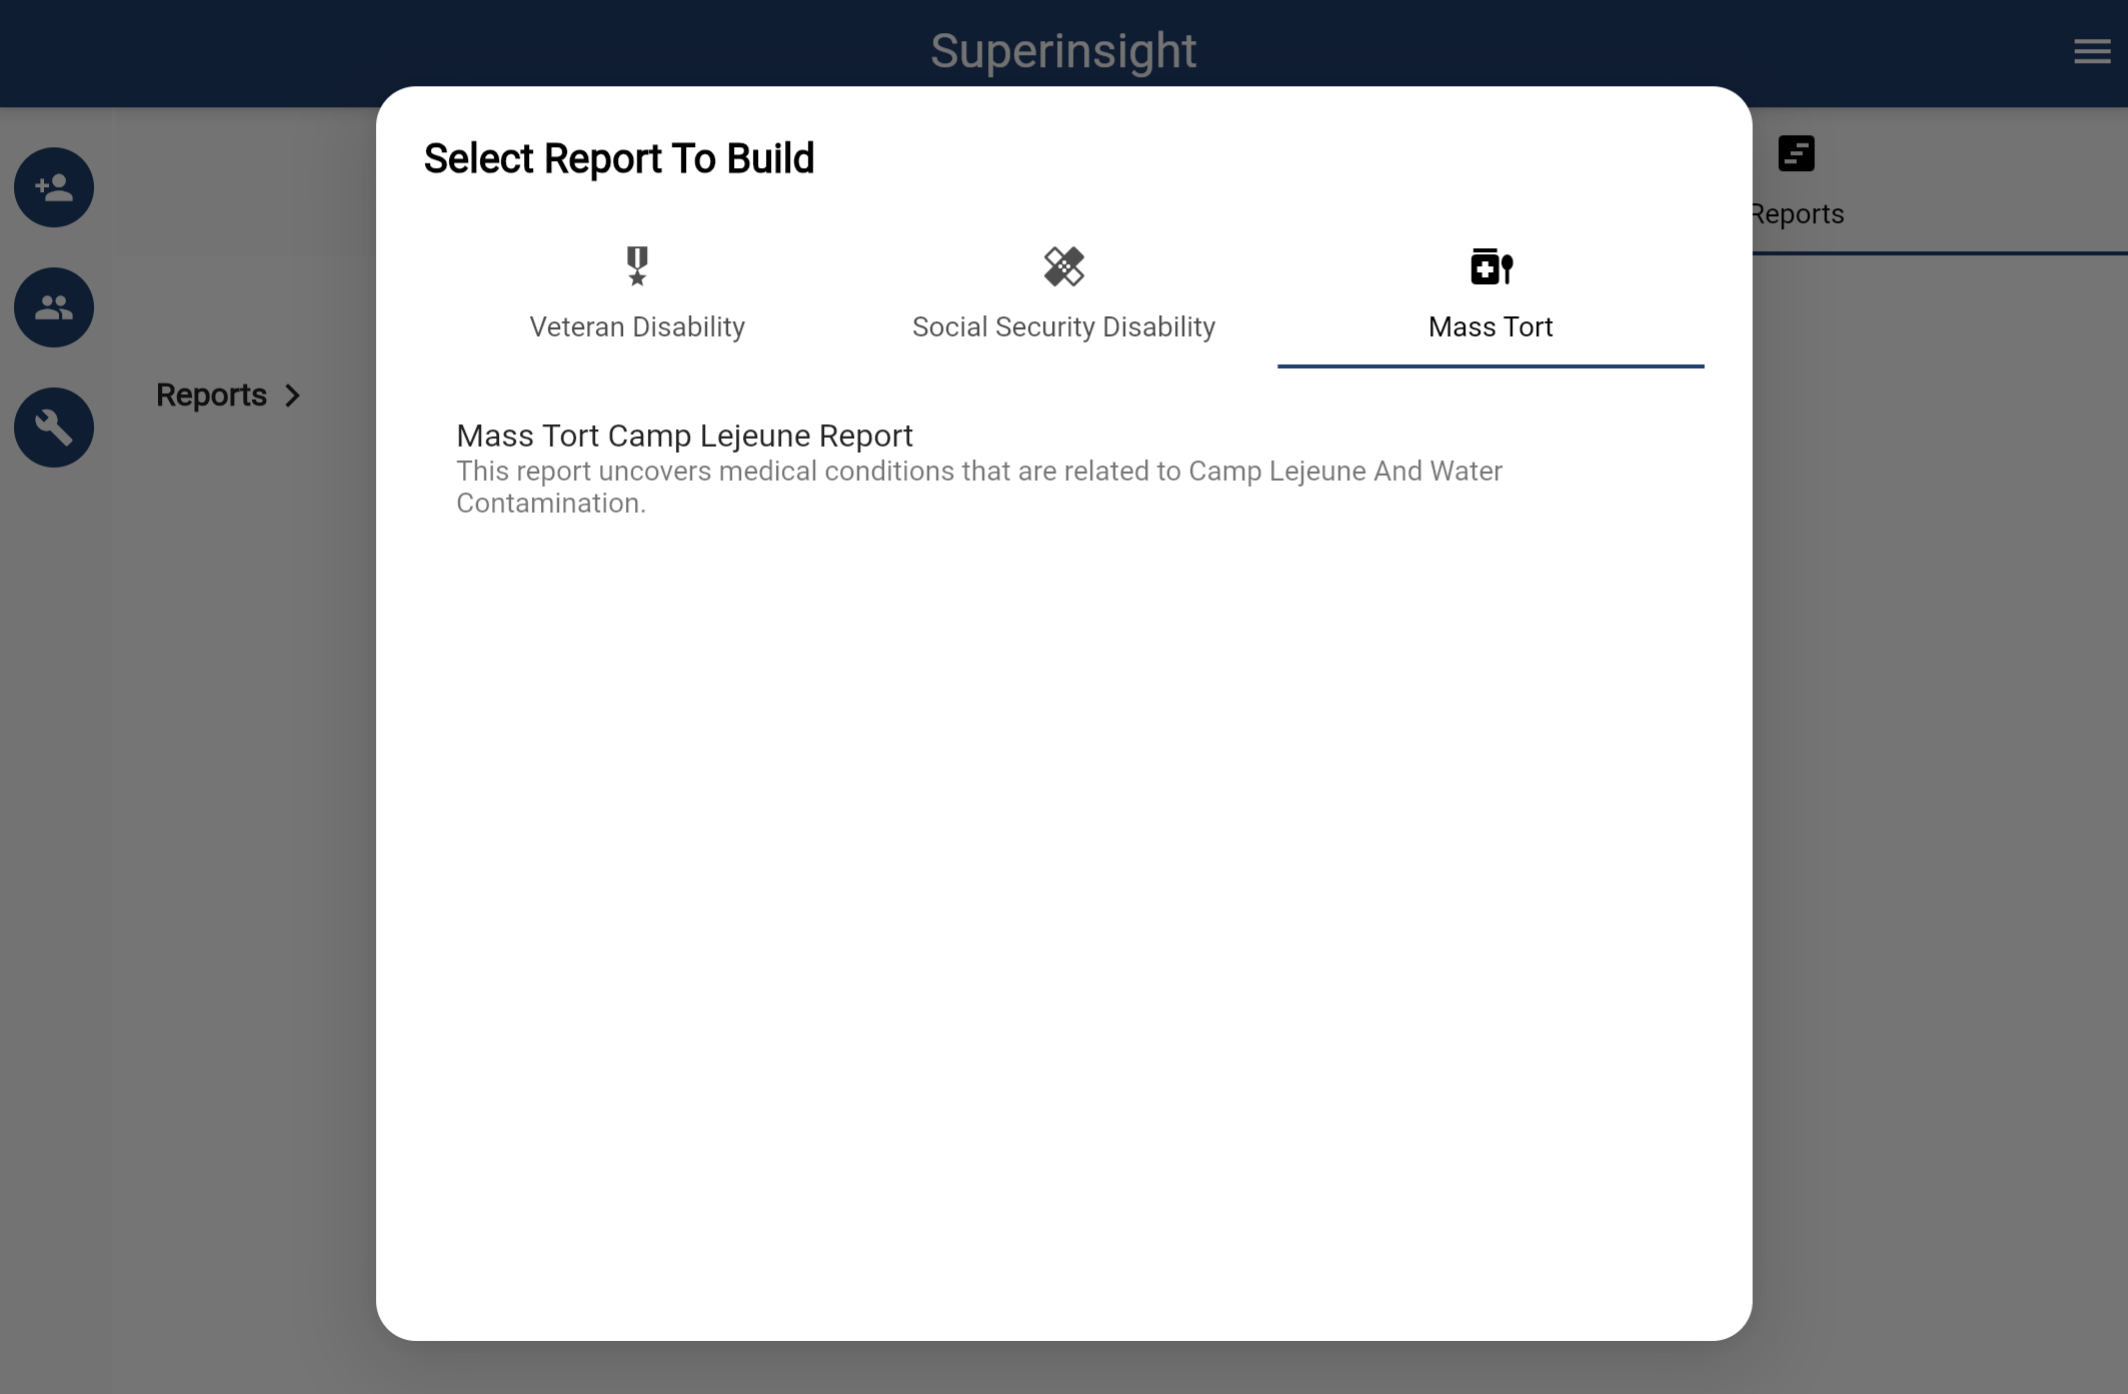 Superinsight
Select Report To Build
Reports
Veteran Disability
Social Security Disability
Mass Tort
Reports
Mass Tort Camp Lejeune Report
This report uncovers medical conditions that are related to Camp Lejeune And Water
Contamination.